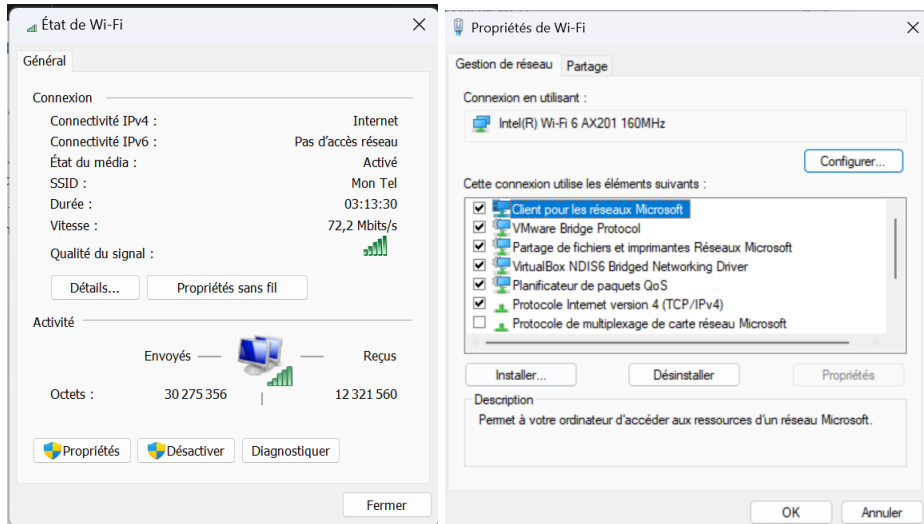 État de Wi-Fi
Général
Connexion
Connectivité IPv4 : Internet
Connectivité IPv6 : Pas d'accès réseau
État du média : Activé
SSID : Mon Tel
Durée : 03:13:30
Vitesse : 72,2 Mbits/s
Qualité du signal :
Détails... Propriétés sans fil
Activité
Envoyés Reçus
Octets : 30 275 356 12 321 560
Propriétés Désactiver Diagnostiquer
Fermer
Propriétés de Wi-Fi
Gestion de réseau Partage
Connexion en utilisant :
Intel(R) Wi-Fi 6 AX201 160MHz
Configurer...
Cette connexion utilise les éléments suivants :
Client pour les réseaux Microsoft
VMware Bridge Protocol
Partage de fichiers et imprimantes Réseaux Microsoft
VirtualBox NDIS6 Bridged Networking Driver
Planificateur de paquets QoS
Protocole Internet version 4 (TCP/IPv4)
Protocole de multiplexage de carte réseau Microsoft
Installer... Désinstaller Propriétés
Description
Permet à votre ordinateur d'accéder aux ressources d'un réseau Microsoft.
OK Annuler